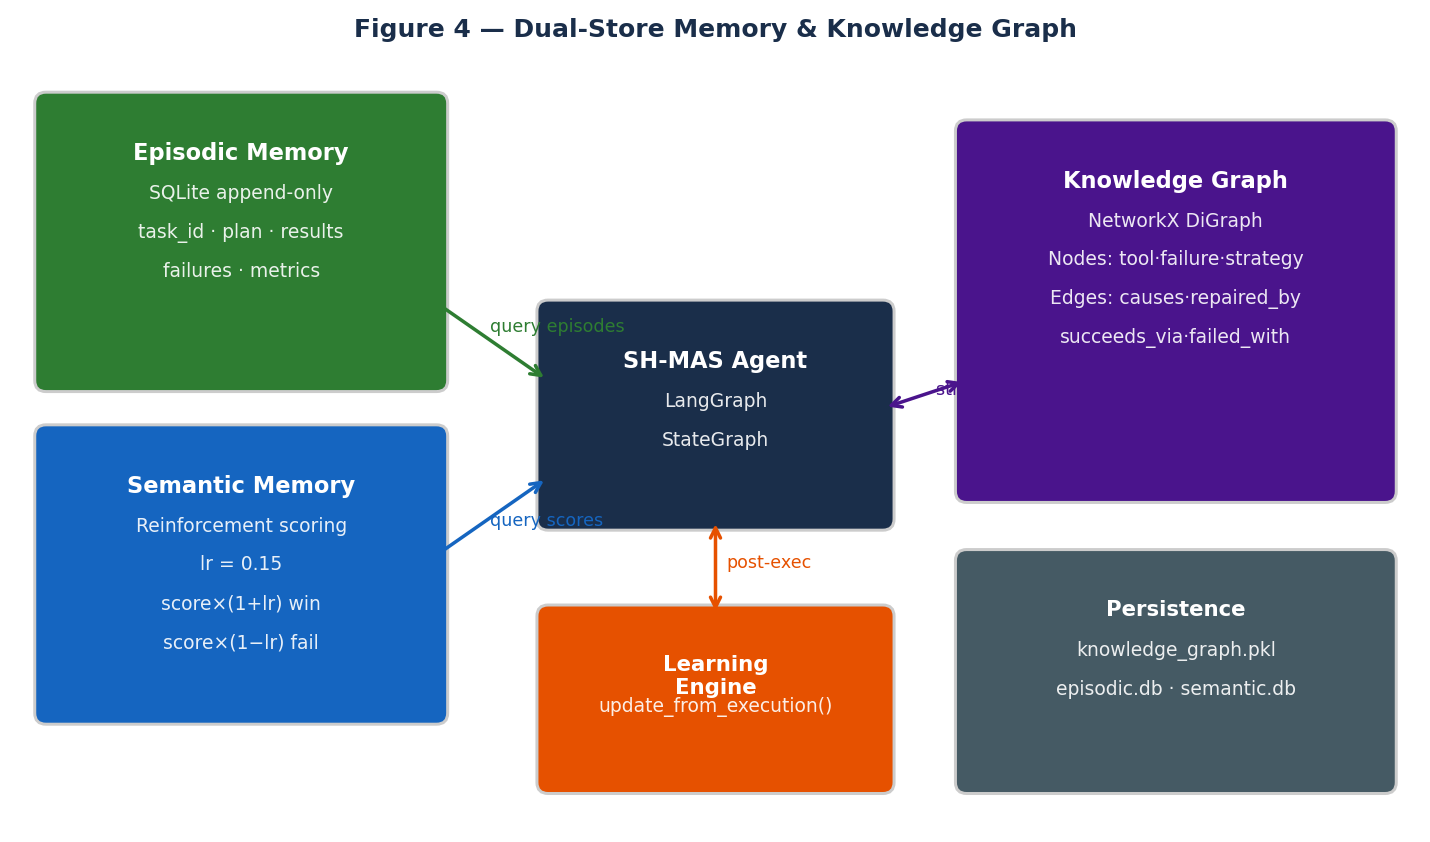 Figure 4 — Dual-Store Memory & Knowledge Graph
Episodic Memory
SQLite append-only
task_id · plan · results
failures · metrics
query episodes
Semantic Memory
Reinforcement scoring
lr = 0.15
score×(1+lr) win
score×(1−lr) fail
query scores
SH-MAS Agent
LangGraph
StateGraph
post-exec
Learning
Engine
update_from_execution()
Knowledge Graph
NetworkX DiGraph
Nodes: tool·failure·strategy
Edges: causes·repaired_by
succeeds_via·failed_with
Persistence
knowledge_graph.pkl
episodic.db · semantic.db